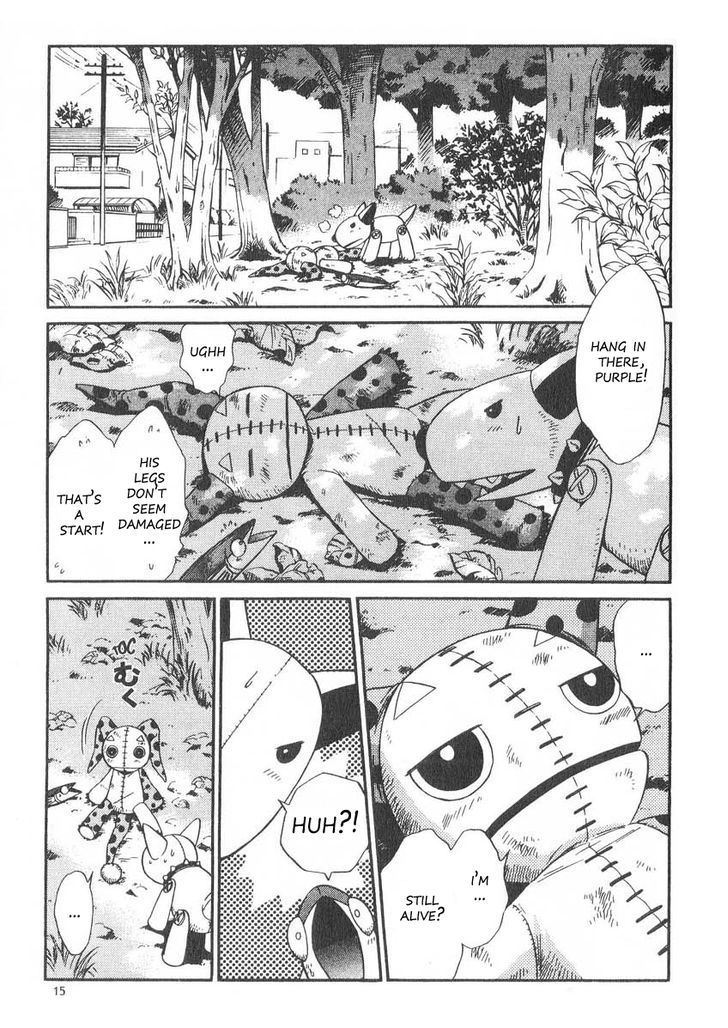 HANG IN
THERE,
PURPLE!
UGHH
...
HIS
LEGS
DON'T
SEEM
DAMAGED
...
THAT'S
A
START!
...
I'M
...
STILL
ALIVE?
HUH?!
TOC
むく
...
15